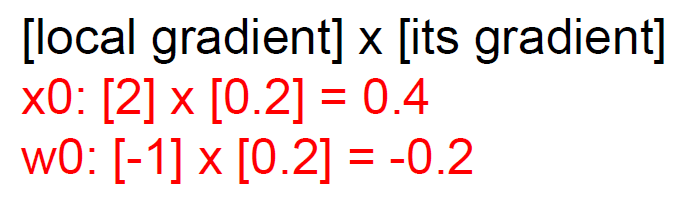 [local gradient] x [its gradient]
x0: [2] x [0.2] = 0.4
w0: [-1] x [0.2] = -0.2